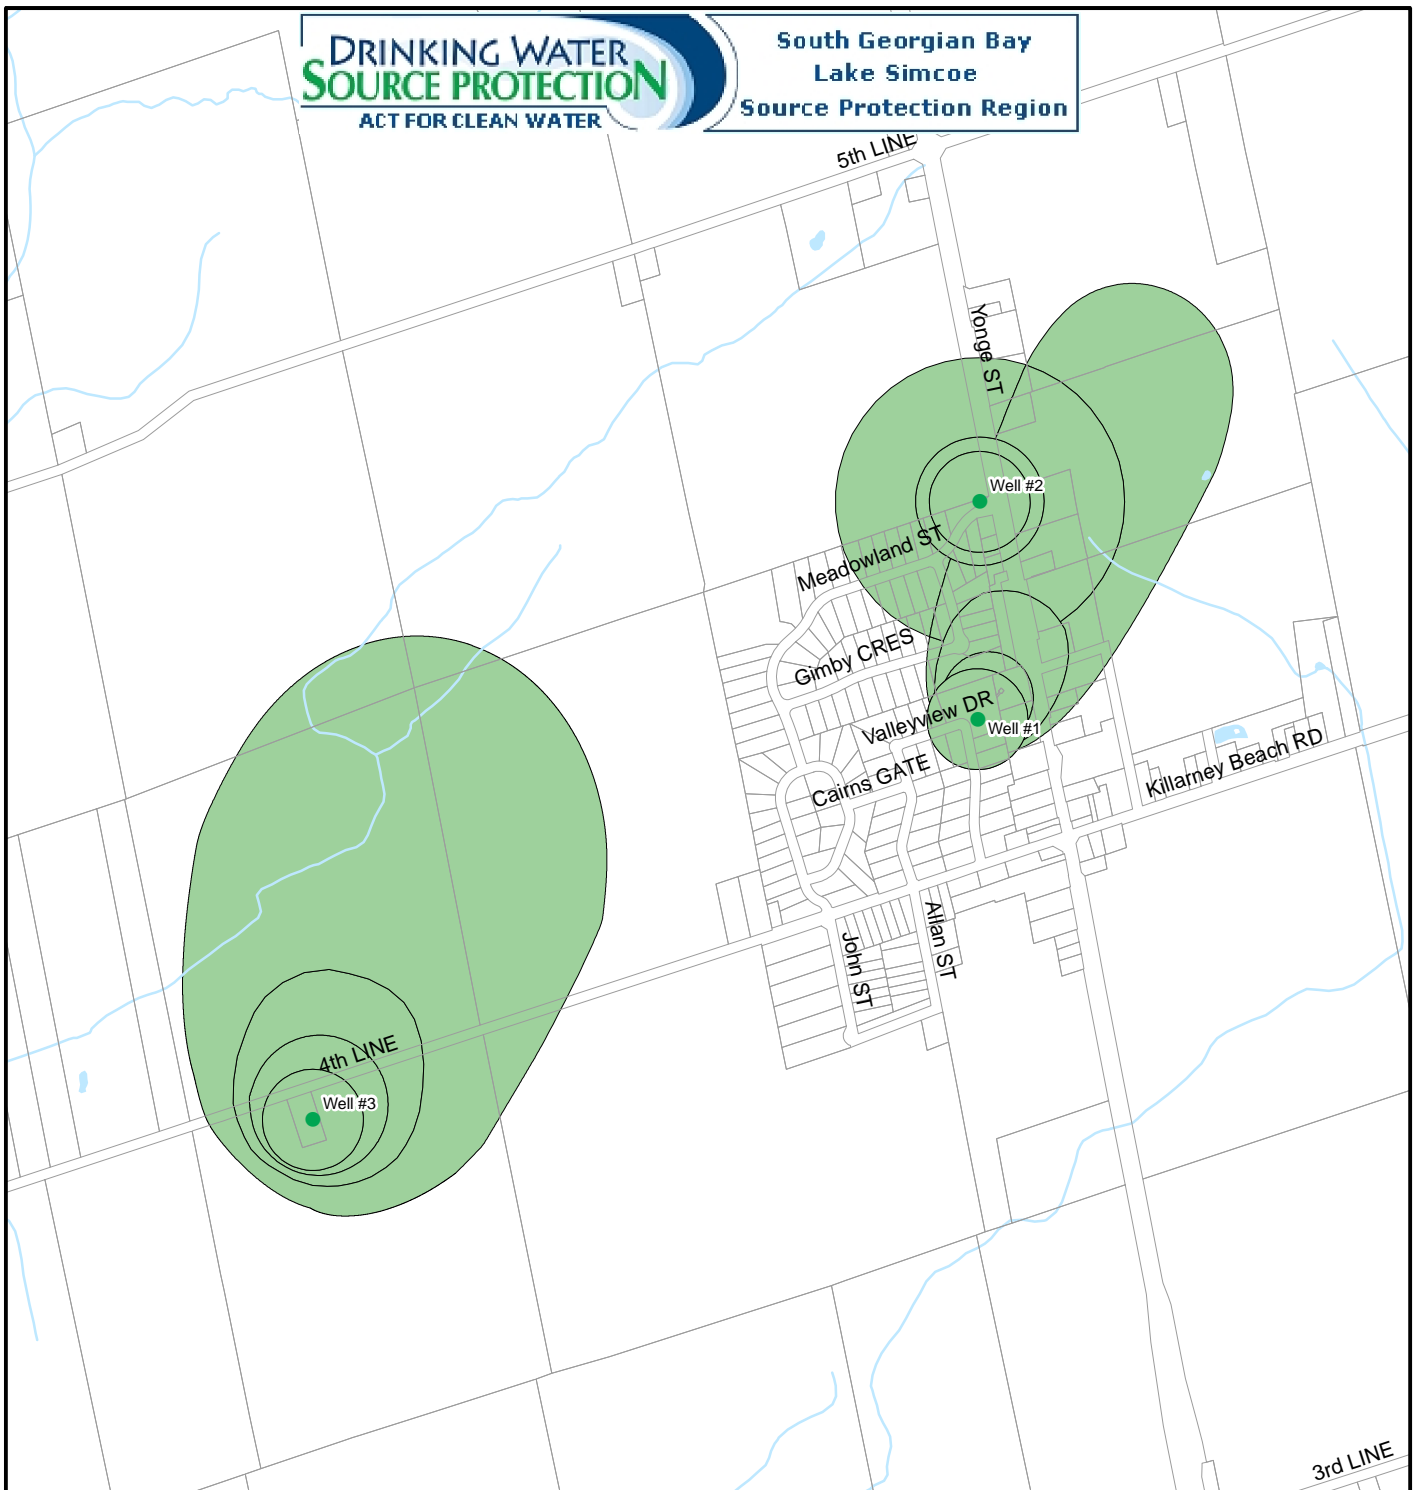 DRINKING WATER
SOURCE PROTECTION
ACT FOR CLEAN WATER
South Georgian Bay
Lake Simcoe
Source Protection Region
5th LINE
Yonge ST
Well #2
Meadowland ST
Gimby CRES
Valleyview DR
Well #1
Cairns GATE
Killarney Beach RD
Allan ST
John ST
4th LINE
Well #3
3rd LINE